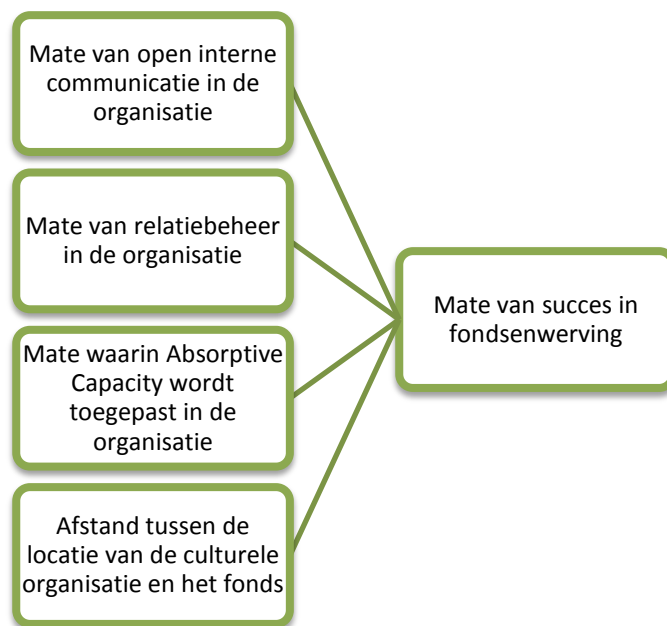 Mate van open interne
communicatie in de
organisatie
Mate van relatiebeheer
in de organisatie
Mate waarin Absorptive
Capacity wordt
toegepast in de
organisatie
Afstand tussen de
locatie van de culturele
organisatie en het fonds
Mate van succes in
fondsenwerving